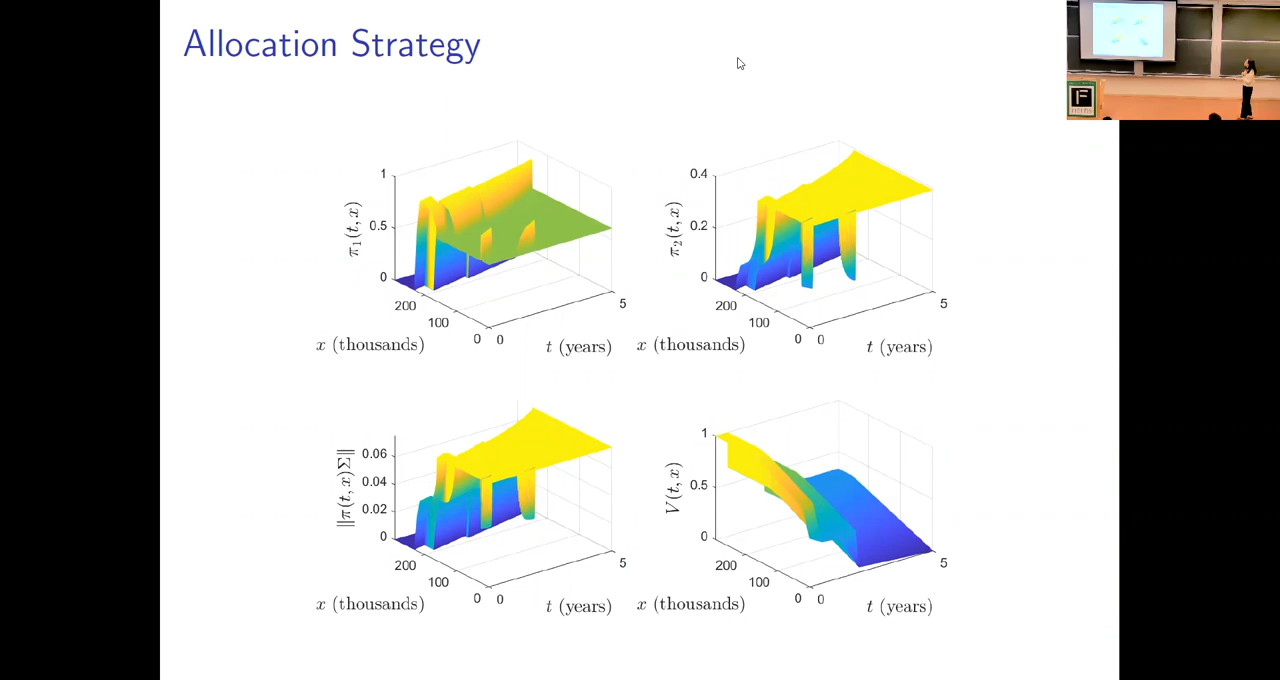 Allocation Strategy
1
0.5
0
π₁(t, x)
200
100
0
x (thousands)
0
5
t (years)
0.4
0.2
0
π₂(t, x)
200
100
0
x (thousands)
0
5
t (years)
0.06
0.04
0.02
0
‖π(t, x)Σ‖
200
100
0
x (thousands)
0
5
t (years)
1
0.5
0
V(t, x)
200
100
0
x (thousands)
0
5
t (years)
F
FIELDS